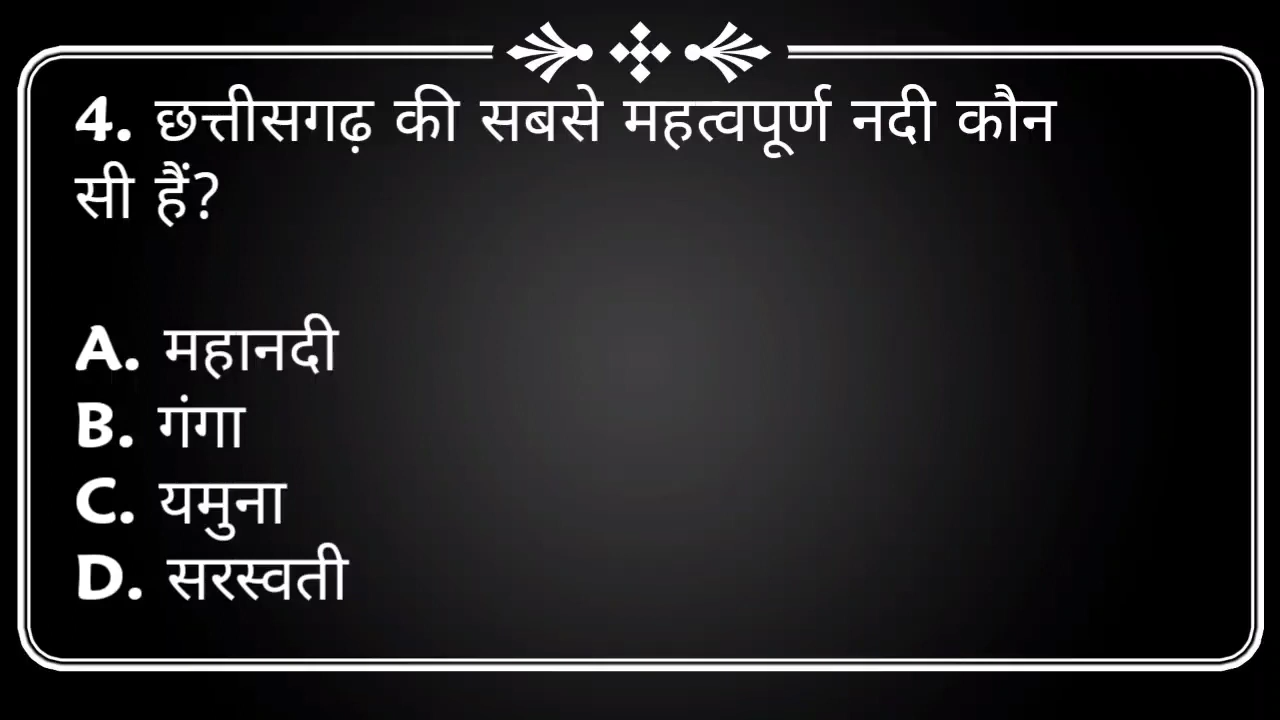 4. छत्तीसगढ़ की सबसे महत्वपूर्ण नदी कौन
सी हैं?
A. महानदी
B. गंगा
C. यमुना
D. सरस्वती